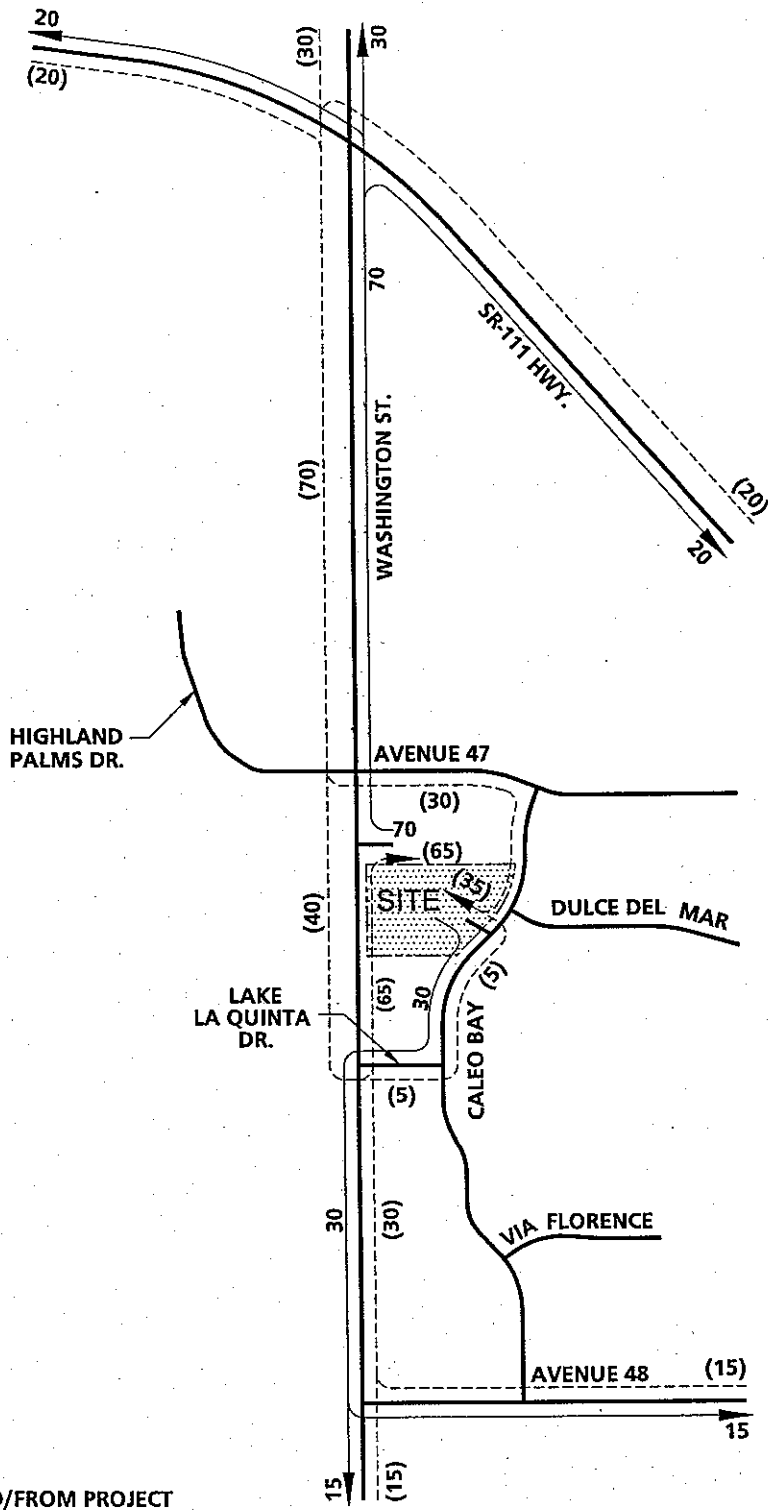 20
(20)
(30)
30
70
SR-111 HWY.
(70)
WASHINGTON ST.
(20)
20
HIGHLAND
PALMS DR.
AVENUE 47
(30)
70
(65)
(35)
SITE
DULCE DEL MAR
(40)
(5)
LAKE
LA QUINTA
DR.
(65)
30
CALEO BAY
(5)
30
(30)
VIA FLORENCE
AVENUE 48
(15)
15
15
(15)
O/FROM PROJECT